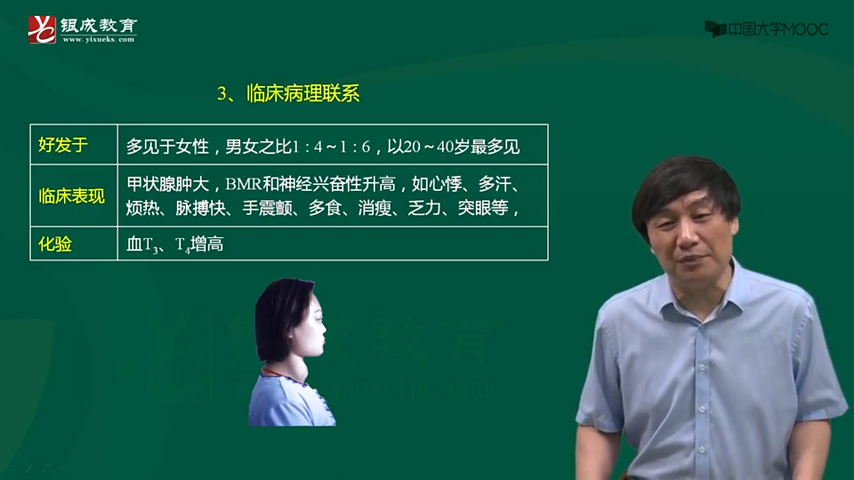 银成教育
www.yixueks.com
中国大学MOOC
3、临床病理联系
好发于
多见于女性，男女之比1：4～1：6，以20～40岁最多见
临床表现
甲状腺肿大，BMR和神经兴奋性升高，如心悸、多汗、
烦热、脉搏快、手震颤、多食、消瘦、乏力、突眼等，
化验
血T3、T4增高
银成教育